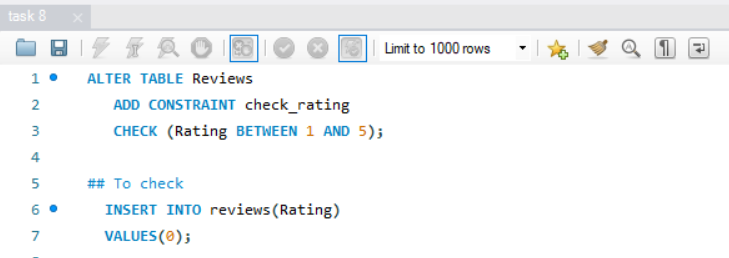 task 8
Limit to 1000 rows
1 ALTER TABLE Reviews
2 ADD CONSTRAINT check_rating
3 CHECK (Rating BETWEEN 1 AND 5);
4
5 ## To check
6 INSERT INTO reviews(Rating)
7 VALUES(0);